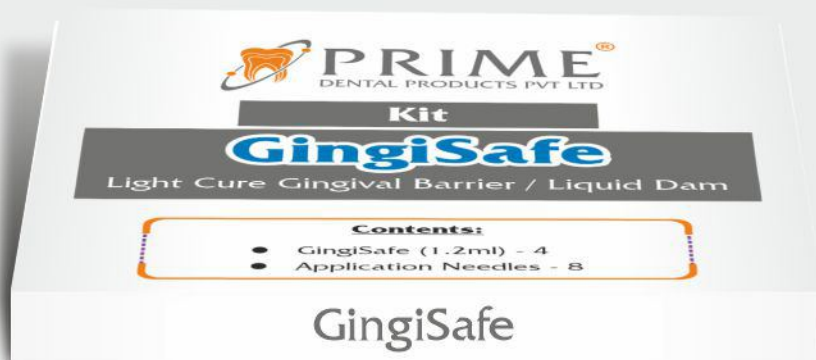 PRIME®
DENTAL PRODUCTS PVT LTD
Kit
GingiSafe
Light Cure Gingival Barrier / Liquid Dam
Contents:
● GingiSafe (1.2ml) - 4
● Application Needles - 8
GingiSafe